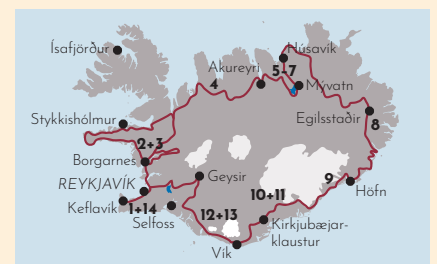 Ísafjörður
Húsavík
Akureyri
5-7
4
Mývatn
Stykkishólmur
Egilsstaðir
8
2+3
Borgarnes
REYKJAVÍK
Geysir
9
Höfn
Keflavík
1+14
10+11
Selfoss
12+13
Kirkjubæjar-
klaustur
Vík